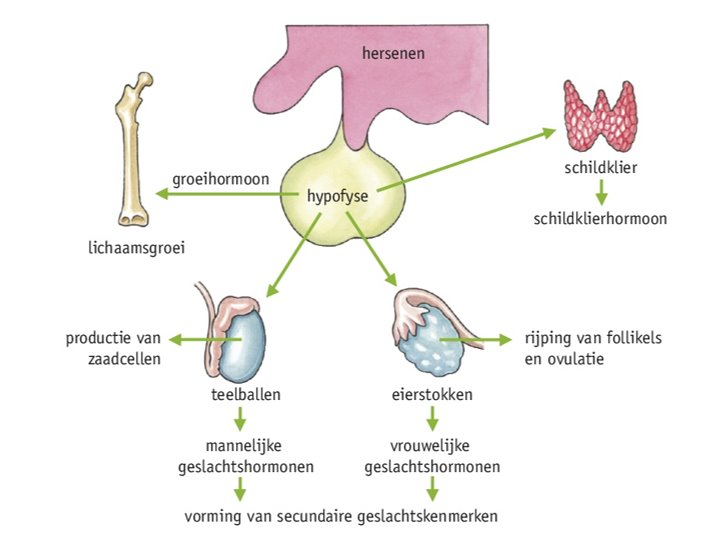 hersenen
schildklier
groeihormoon
hypofyse
schildklierhormoon
lichaamsgroei
productie van
zaadcellen
rijping van follikels
en ovulatie
teelballen
eierstokken
mannelijke
geslachtshormonen
vrouwelijke
geslachtshormonen
vorming van secundaire geslachtskenmerken